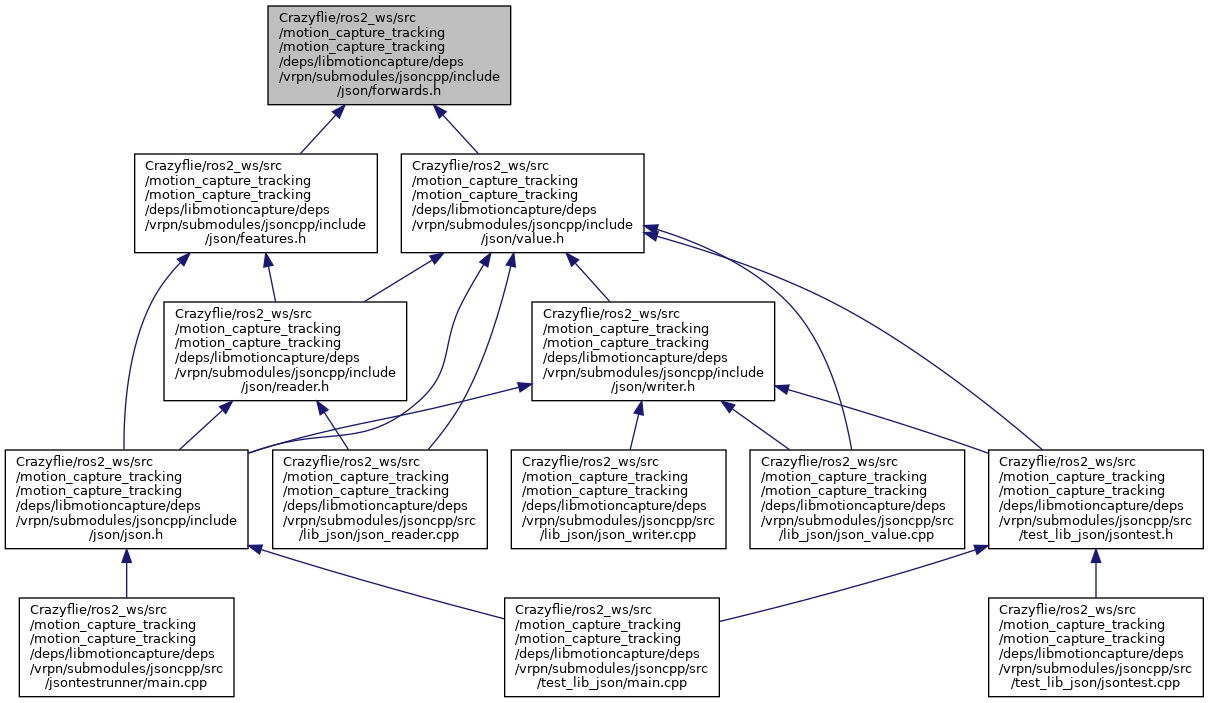 Crazyflie/ros2_ws/src
/motion_capture_tracking
/motion_capture_tracking
/deps/libmotioncapture/deps
/vrpn/submodules/jsoncpp/include
/json/forwards.h
Crazyflie/ros2_ws/src
/motion_capture_tracking
/motion_capture_tracking
/deps/libmotioncapture/deps
/vrpn/submodules/jsoncpp/include
/json/features.h
Crazyflie/ros2_ws/src
/motion_capture_tracking
/motion_capture_tracking
/deps/libmotioncapture/deps
/vrpn/submodules/jsoncpp/include
/json/value.h
Crazyflie/ros2_ws/src
/motion_capture_tracking
/motion_capture_tracking
/deps/libmotioncapture/deps
/vrpn/submodules/jsoncpp/include
/json/reader.h
Crazyflie/ros2_ws/src
/motion_capture_tracking
/motion_capture_tracking
/deps/libmotioncapture/deps
/vrpn/submodules/jsoncpp/include
/json/writer.h
Crazyflie/ros2_ws/src
/motion_capture_tracking
/motion_capture_tracking
/deps/libmotioncapture/deps
/vrpn/submodules/jsoncpp/include
/json/json.h
Crazyflie/ros2_ws/src
/motion_capture_tracking
/motion_capture_tracking
/deps/libmotioncapture/deps
/vrpn/submodules/jsoncpp/src
/lib_json/json_reader.cpp
Crazyflie/ros2_ws/src
/motion_capture_tracking
/motion_capture_tracking
/deps/libmotioncapture/deps
/vrpn/submodules/jsoncpp/src
/lib_json/json_writer.cpp
Crazyflie/ros2_ws/src
/motion_capture_tracking
/motion_capture_tracking
/deps/libmotioncapture/deps
/vrpn/submodules/jsoncpp/src
/lib_json/json_value.cpp
Crazyflie/ros2_ws/src
/motion_capture_tracking
/motion_capture_tracking
/deps/libmotioncapture/deps
/vrpn/submodules/jsoncpp/src
/test_lib_json/jsontest.h
Crazyflie/ros2_ws/src
/motion_capture_tracking
/motion_capture_tracking
/deps/libmotioncapture/deps
/vrpn/submodules/jsoncpp/src
/jsontestrunner/main.cpp
Crazyflie/ros2_ws/src
/motion_capture_tracking
/motion_capture_tracking
/deps/libmotioncapture/deps
/vrpn/submodules/jsoncpp/src
/test_lib_json/main.cpp
Crazyflie/ros2_ws/src
/motion_capture_tracking
/motion_capture_tracking
/deps/libmotioncapture/deps
/vrpn/submodules/jsoncpp/src
/test_lib_json/jsontest.cpp